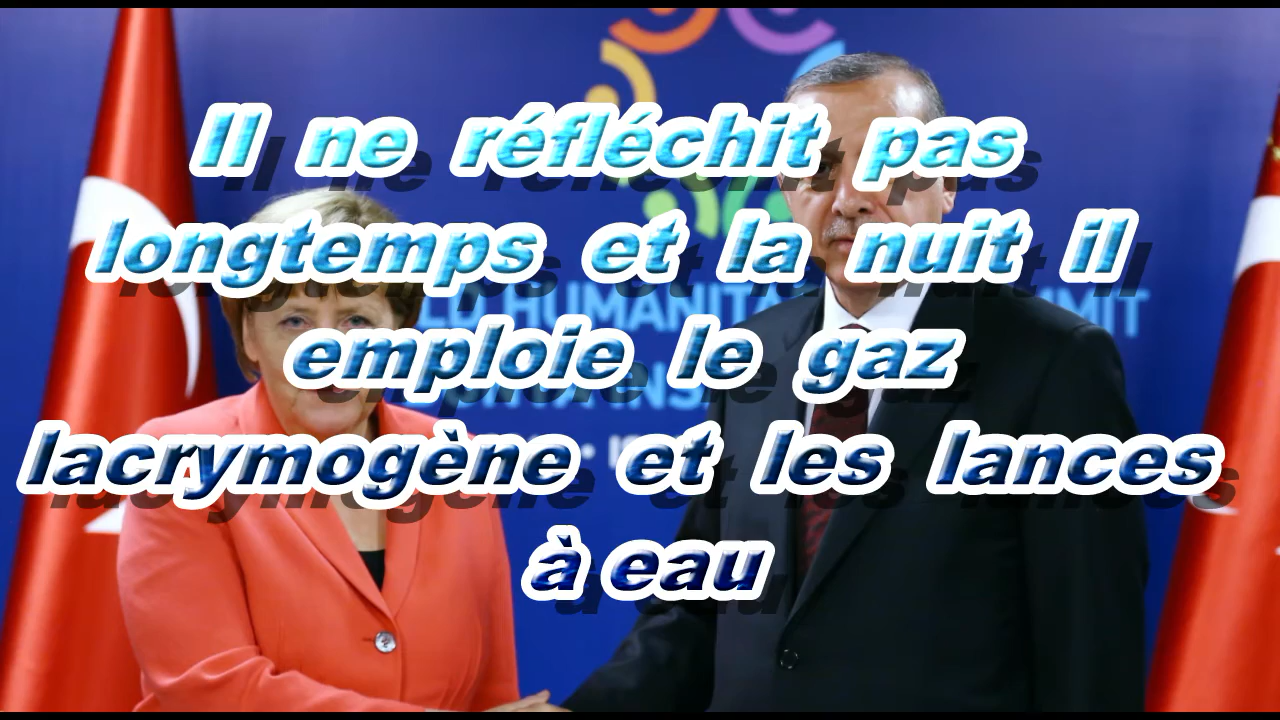 Il ne réfléchit pas
longtemps et la nuit il
emploie le gaz
lacrymogène et les lances
à eau